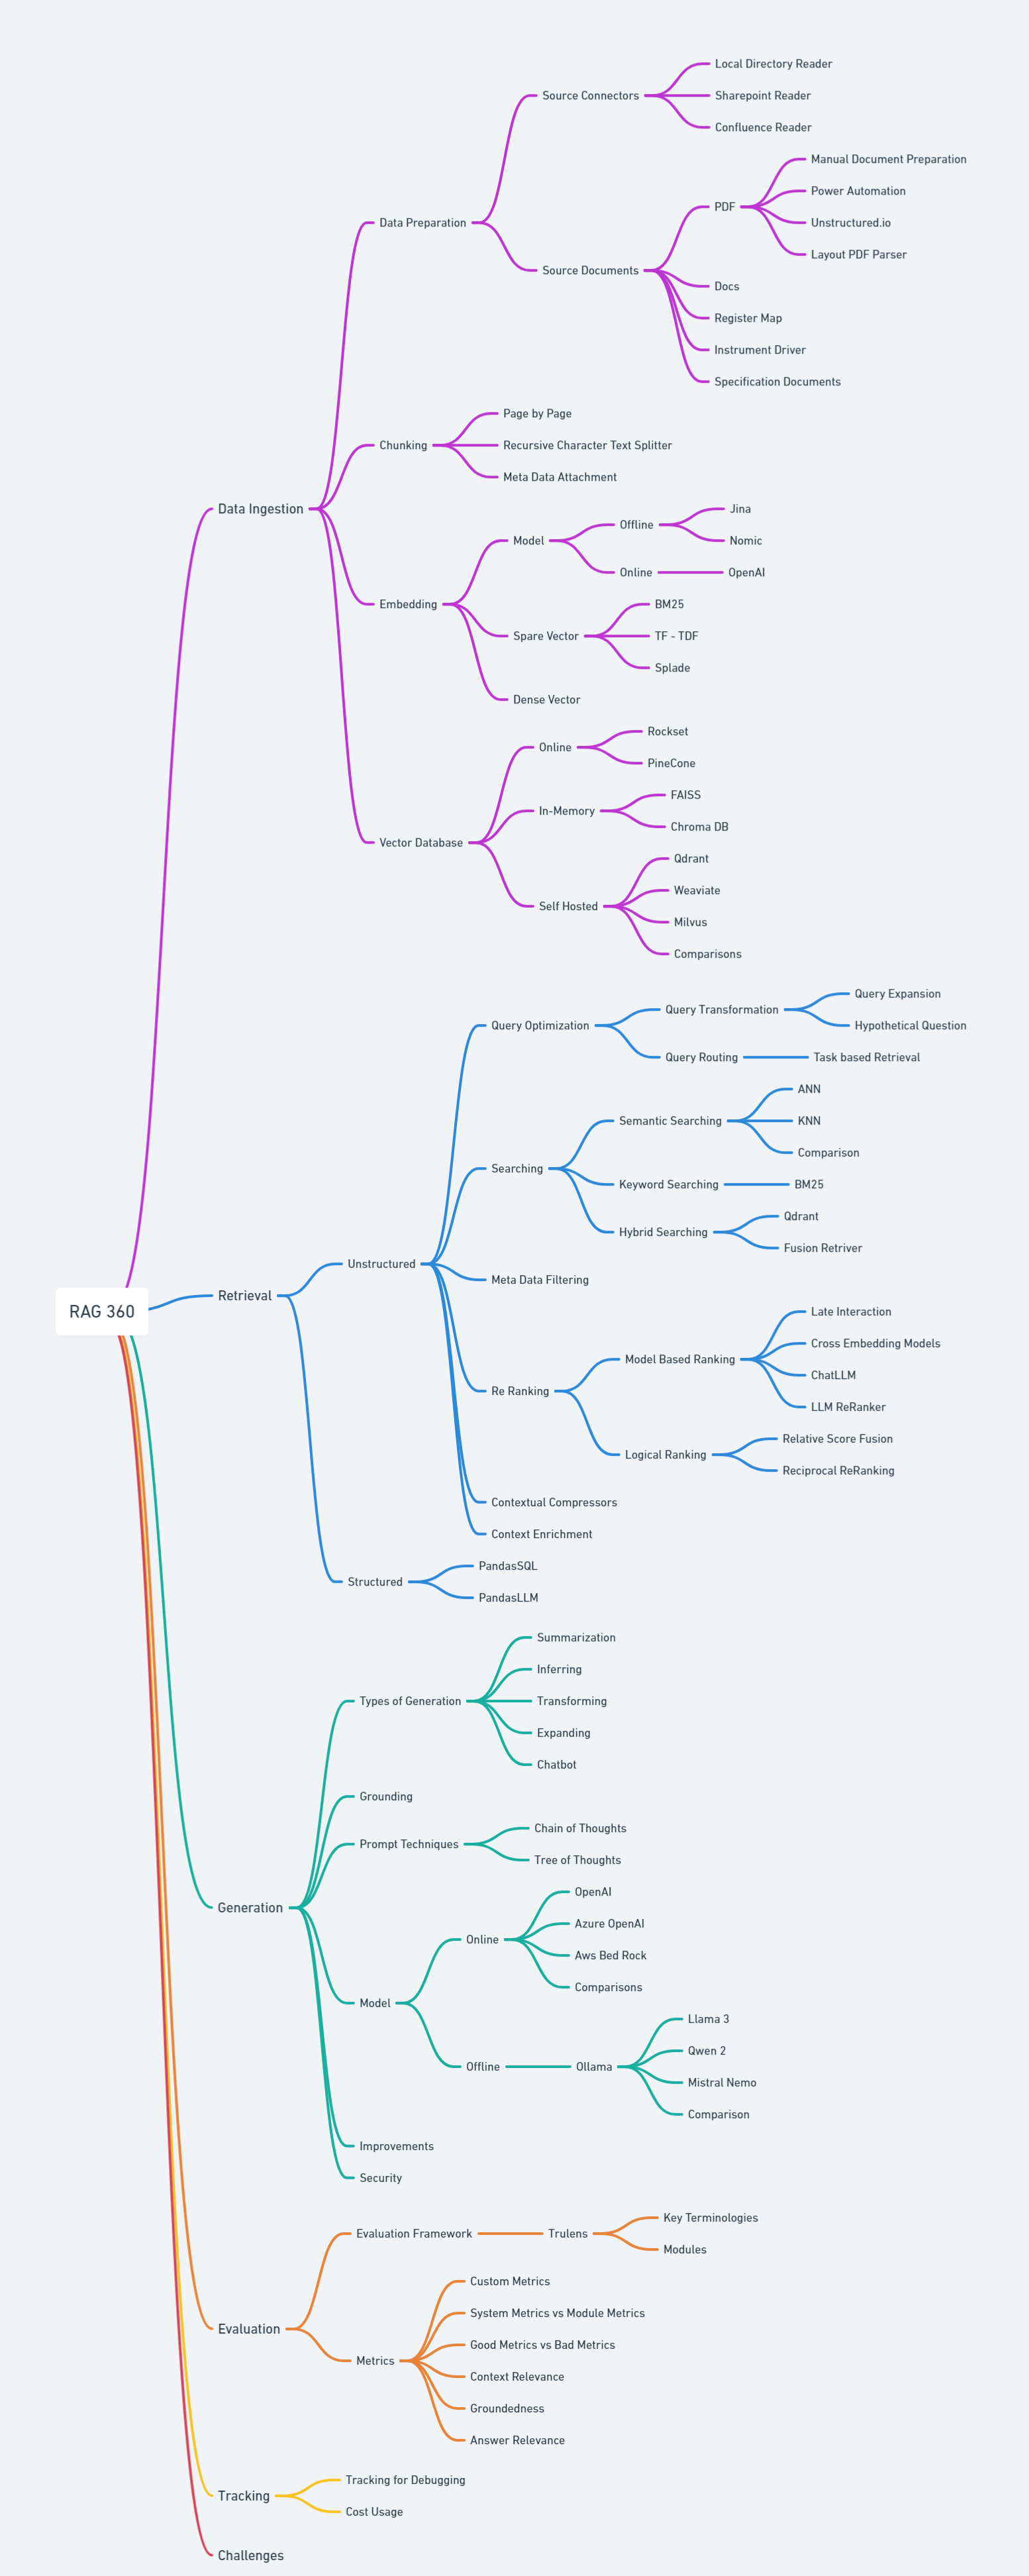 Local Directory Reader
Source Connectors
Sharepoint Reader
Confluence Reader
Manual Document Preparation
Power Automation
PDF
Data Preparation
Unstructured.io
Layout PDF Parser
Source Documents
Docs
Register Map
Instrument Driver
Specification Documents
Page by Page
Chunking
Recursive Character Text Splitter
Meta Data Attachment
Data Ingestion
Jina
Offline
Model
Nomic
Online
OpenAI
Embedding
BM25
Spare Vector
TF - TDF
Splade
Dense Vector
Rockset
Online
PineCone
FAISS
In-Memory
Chroma DB
Vector Database
Qdrant
Weaviate
Self Hosted
Milvus
Comparisons
Query Expansion
Query Transformation
Query Optimization
Hypothetical Question
Query Routing
Task based Retrieval
ANN
Semantic Searching
KNN
Comparison
Searching
Keyword Searching
BM25
Qdrant
Hybrid Searching
Fusion Retriver
Unstructured
Meta Data Filtering
Retrieval
RAG 360
Late Interaction
Cross Embedding Models
Model Based Ranking
ChatLLM
Re Ranking
LLM ReRanker
Relative Score Fusion
Logical Ranking
Reciprocal ReRanking
Contextual Compressors
Context Enrichment
PandasSQL
Structured
PandasLLM
Summarization
Inferring
Types of Generation
Transforming
Expanding
Chatbot
Grounding
Chain of Thoughts
Prompt Techniques
Tree of Thoughts
OpenAI
Generation
Azure OpenAI
Online
Aws Bed Rock
Comparisons
Model
Llama 3
Qwen 2
Offline
Ollama
Mistral Nemo
Comparison
Improvements
Security
Key Terminologies
Evaluation Framework
Trulens
Modules
Custom Metrics
System Metrics vs Module Metrics
Evaluation
Good Metrics vs Bad Metrics
Metrics
Context Relevance
Groundedness
Answer Relevance
Tracking for Debugging
Tracking
Cost Usage
Challenges